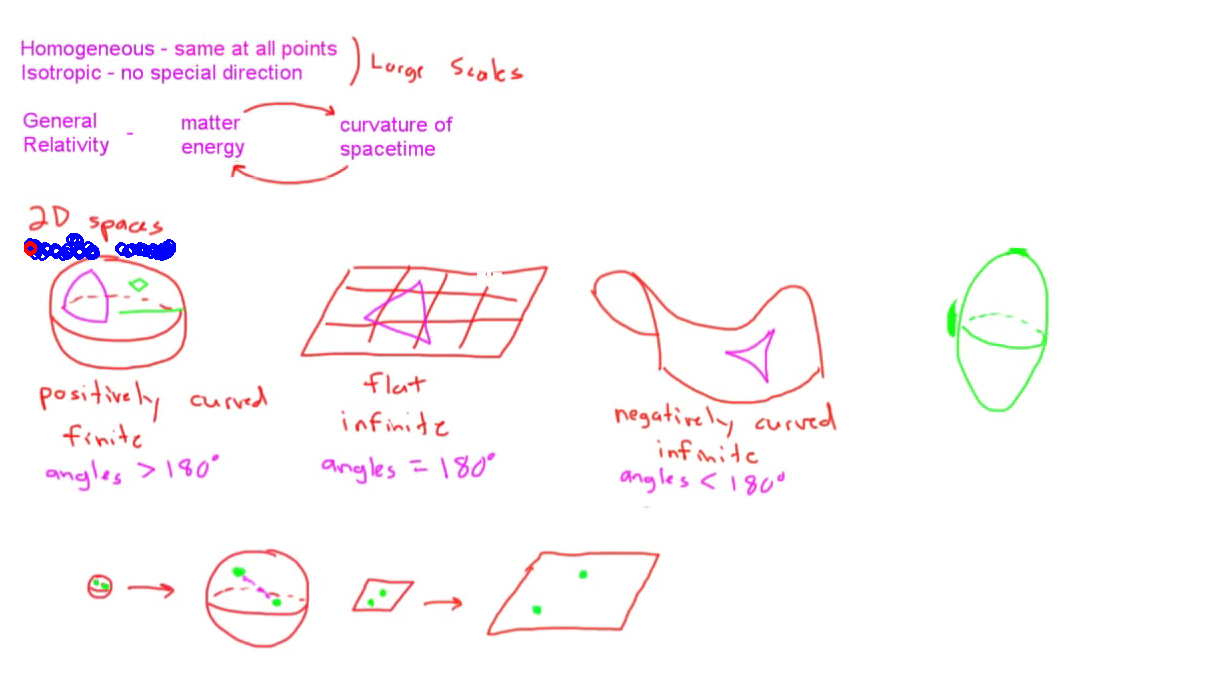 Homogeneous - same at all points
Isotropic - no special direction
Large Scales
General
Relativity
-
matter
energy
curvature of
spacetime
2D spaces
positively curved
finite
angles > 180°
flat
infinite
angles = 180°
negatively curved
infinite
angles < 180°